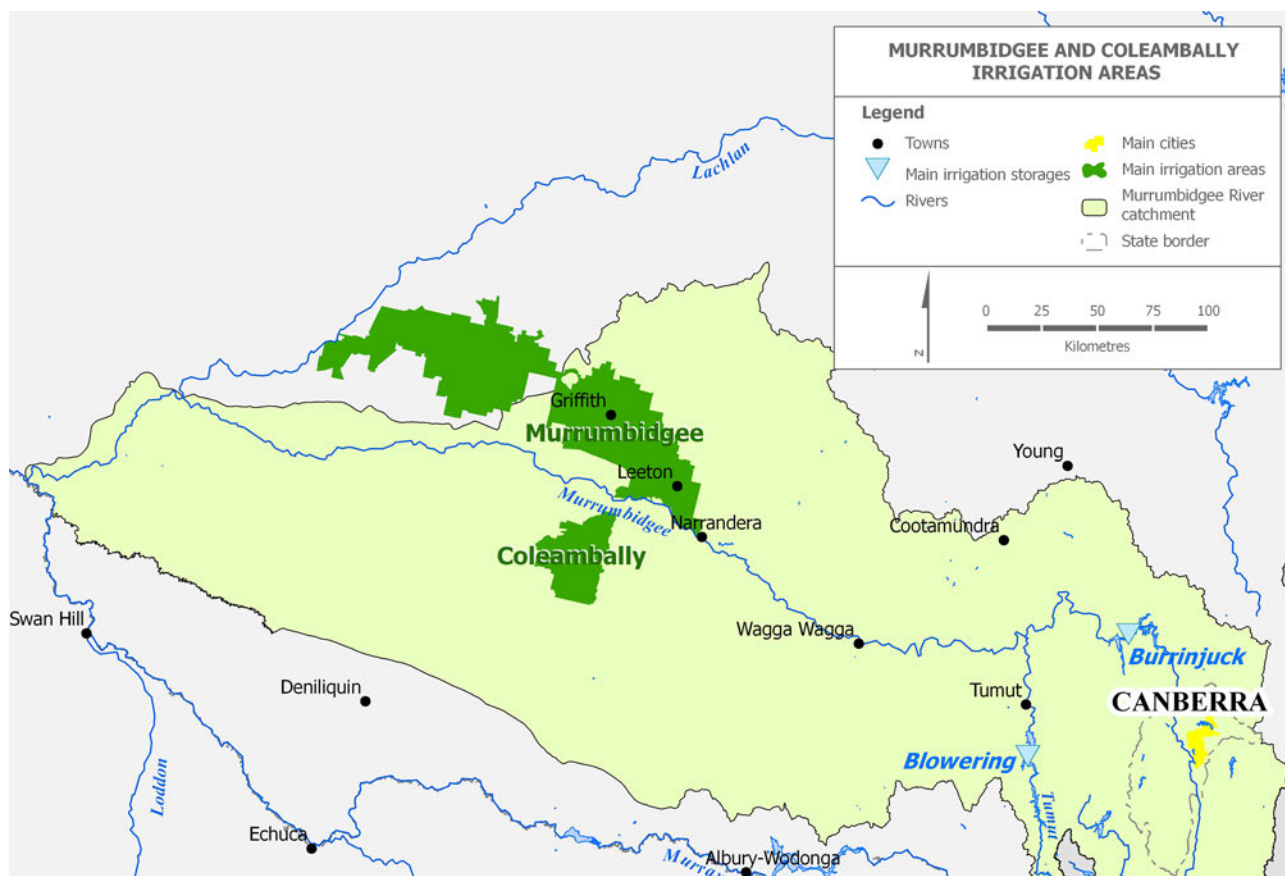 MURRUMBIDGEE AND COLEAMBALLY
IRRIGATION AREAS
Legend
Towns
Main irrigation storages
Rivers
Main cities
Main irrigation areas
Murrumbidgee River
catchment
State border
N
0 25 50 75 100
Kilometres
Lachlan
Griffith
Murrumbidgee
Leeton
Young
Murrumbidgee
Narrandera
Cootamundra
Coleambally
Swan Hill
Wagga Wagga
Burrinjuck
Deniliquin
Tumut
CANBERRA
Blowering
Loddon
Tumut
Echuca
Albury-Wodonga
Murra